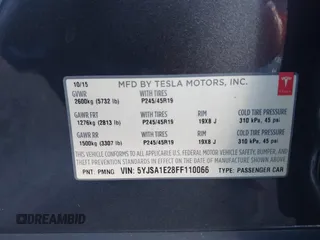 10/15 MFD BY TESLA MOTORS, INC.
GVWR WITH TIRES
2600kg (5732 lb) P245/45R19
TESLA
GAWR FRT WITH TIRES RIM COLD TIRE PRESSURE
1276kg (2813 lb) P245/45R19 19X8 J 310 kPa, 45 psi
GAWR RR WITH TIRES RIM COLD TIRE PRESSURE
1500kg (3307 lb) P245/45R19 19X8 J 310 kPa, 45 psi
THIS VEHICLE CONFORMS TO ALL APPLICABLE U.S. FEDERAL MOTOR VEHICLE SAFETY, BUMPER,
AND THEFT PREVENTION STANDARDS IN EFFECT ON THE DATE OF MANUFACTURE SHOWN ABOVE.
PNT: PMNG VIN: 5YJSA1E28FF110066 TYPE: PASSENGER CAR
DREAMBID